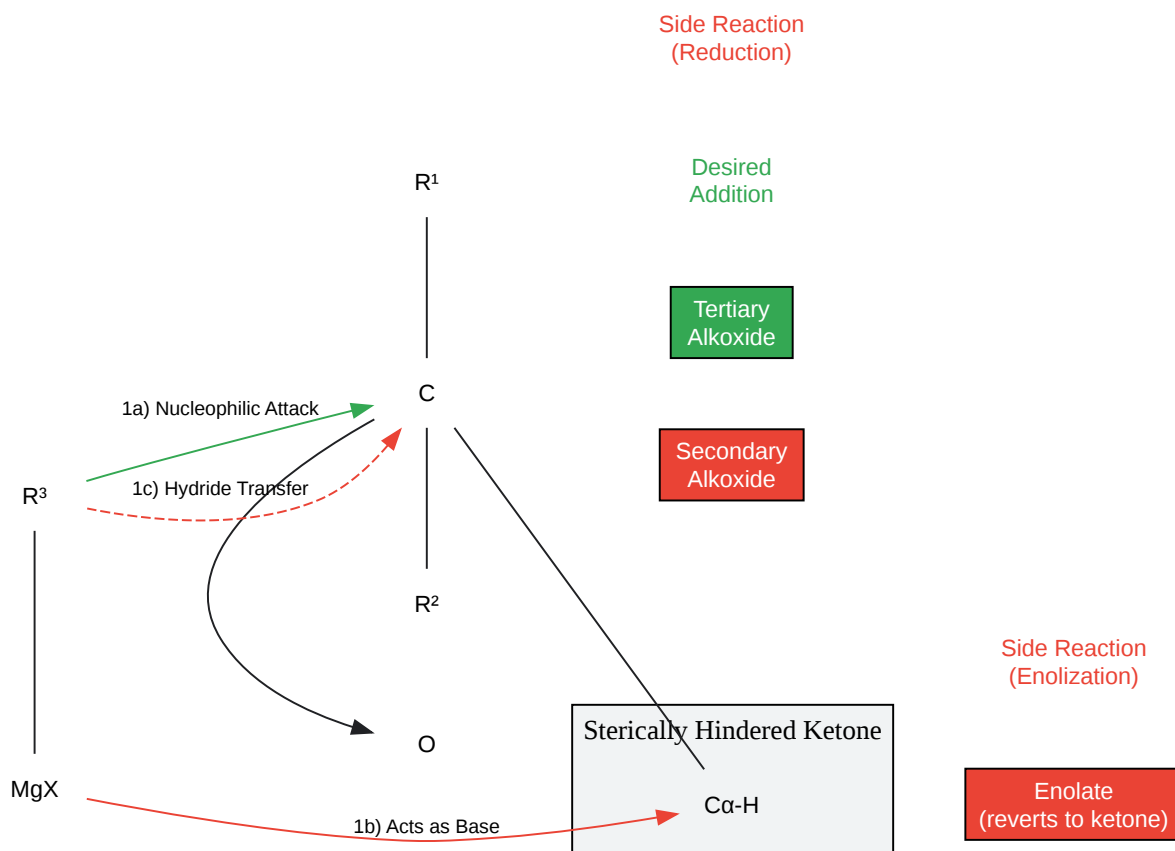 Side Reaction
(Reduction)
Desired
Addition
R¹
Tertiary
Alkoxide
C
1a) Nucleophilic Attack
Secondary
Alkoxide
1c) Hydride Transfer
R³
R²
Side Reaction
(Enolization)
O
Sterically Hindered Ketone
MgX
Cα-H
Enolate
(reverts to ketone)
1b) Acts as Base